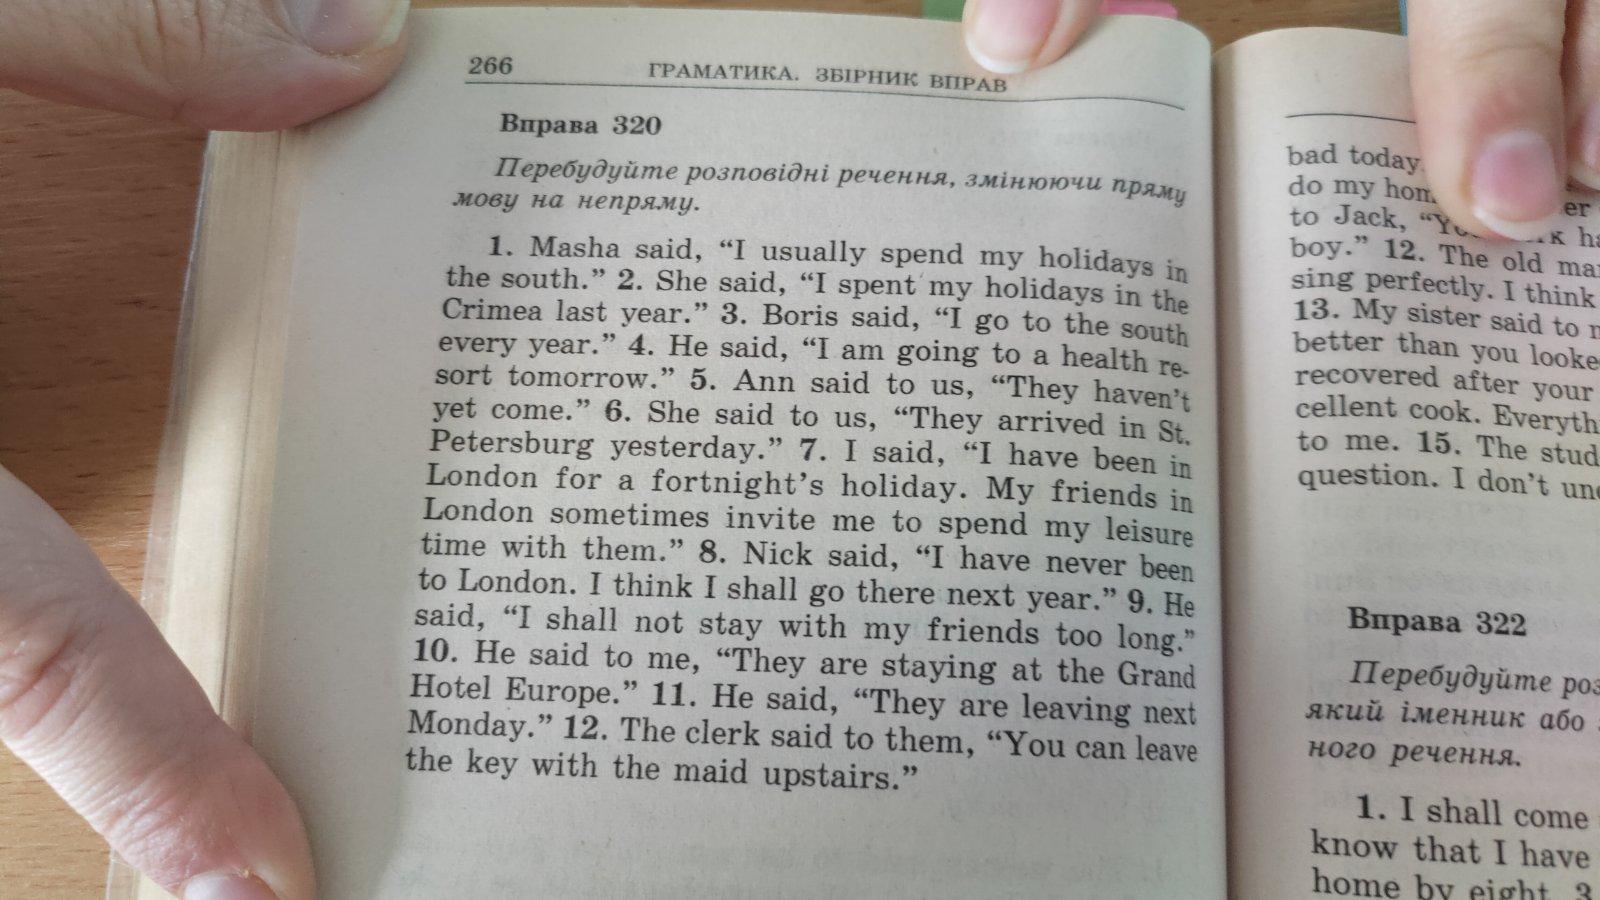 266 ГРАМАТИКА. ЗБІРНИК ВПРАВ
Вправа 320
Перебудуйте розповідні речення, змінюючи пряму
мову на непряму.
1. Masha said, “I usually spend my holidays in
the south.” 2. She said, “I spent my holidays in the
Crimea last year.” 3. Boris said, “I go to the south
every year.” 4. He said, “I am going to a health re-
sort tomorrow.” 5. Ann said to us, “They haven’t
yet come.” 6. She said to us, “They arrived in St.
Petersburg yesterday.” 7. I said, “I have been in
London for a fortnight’s holiday. My friends in
London sometimes invite me to spend my leisure
time with them.” 8. Nick said, “I have never been
to London. I think I shall go there next year.” 9. He
said, “I shall not stay with my friends too long.”
10. He said to me, “They are staying at the Grand
Hotel Europe.” 11. He said, “They are leaving next
Monday.” 12. The clerk said to them, “You can leave
the key with the maid upstairs.”
bad today.
do my
to Jack,
boy.” 12. The old
sing perfectly. I think
13. My sister said to
better than you
recovered after your
cellent cook.
to me. 15. The
question. I don’t
Вправа 322
Перебудуйте
який іменник або
ного речення.
1. I shall come
know that I have
home by eight. 3